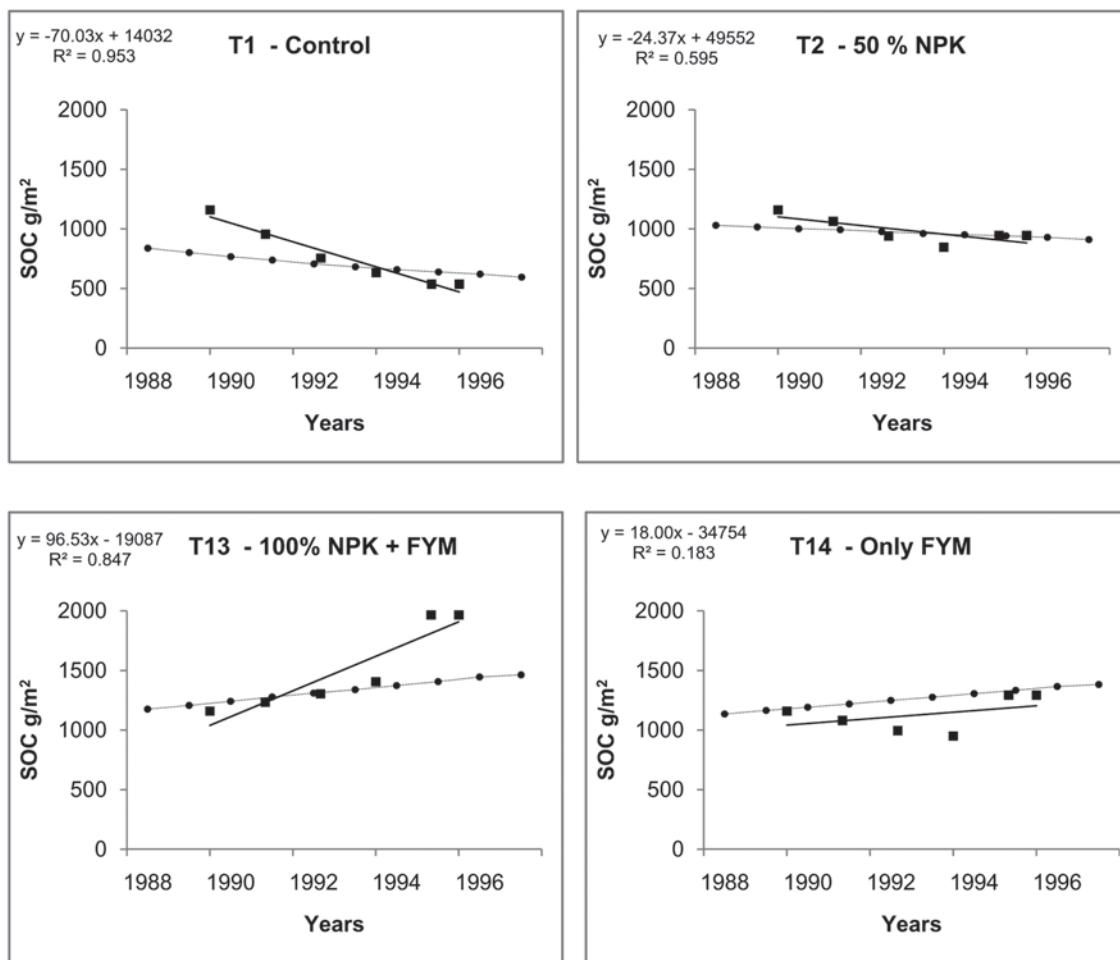 y = -70.03x + 14032
R² = 0.953
T1 - Control
2000
1500
1000
500
0
SOC g/m²
1988 1990 1992 1994 1996
Years
y = -24.37x + 49552
R² = 0.595
T2 - 50 % NPK
2000
1500
1000
500
0
SOC g/m²
1988 1990 1992 1994 1996
Years
y = 96.53x - 19087
R² = 0.847
T13 - 100% NPK + FYM
2000
1500
1000
500
0
SOC g/m²
1988 1990 1992 1994 1996
Years
y = 18.00x - 34754
R² = 0.183
T14 - Only FYM
2000
1500
1000
500
0
SOC g/m²
1988 1990 1992 1994 1996
Years